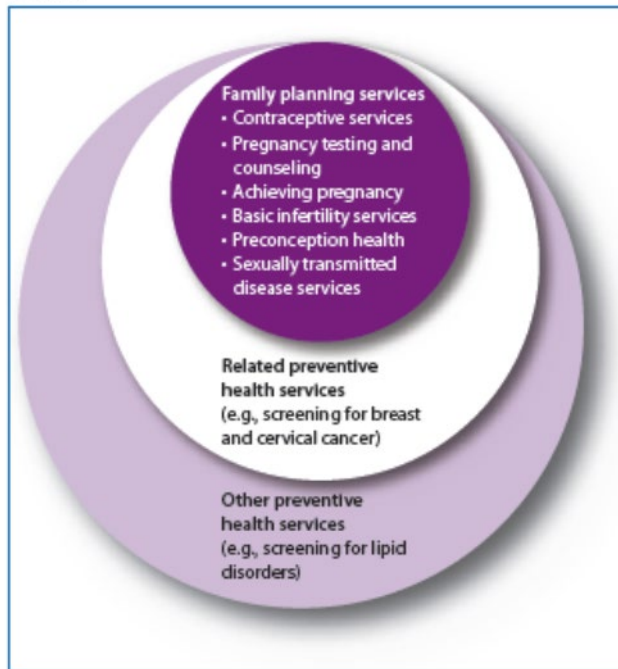 Family planning services
• Contraceptive services
• Pregnancy testing and
counseling
• Achieving pregnancy
• Basic infertility services
• Preconception health
• Sexually transmitted
disease services
Related preventive
health services
(e.g., screening for breast
and cervical cancer)
Other preventive
health services
(e.g., screening for lipid
disorders)